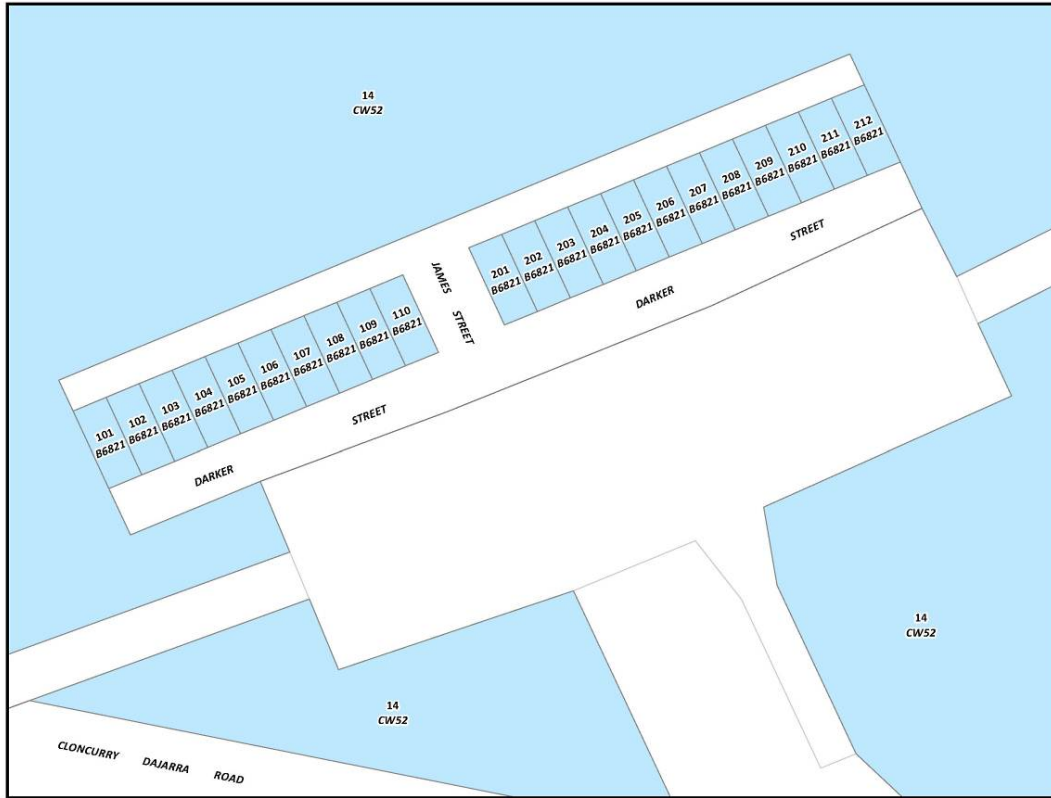 14
CW52
212
B6821
211
B6821
210
B6821
209
B6821
208
B6821
207
B6821
206
B6821
205
B6821
204
B6821
203
B6821
202
B6821
201
B6821
STREET
DARKER
JAMES
STREET
110
B6821
109
B6821
108
B6821
107
B6821
106
B6821
105
B6821
104
B6821
103
B6821
102
B6821
101
B6821
STREET
DARKER
14
CW52
14
CW52
CLONCURRY DAJARRA ROAD